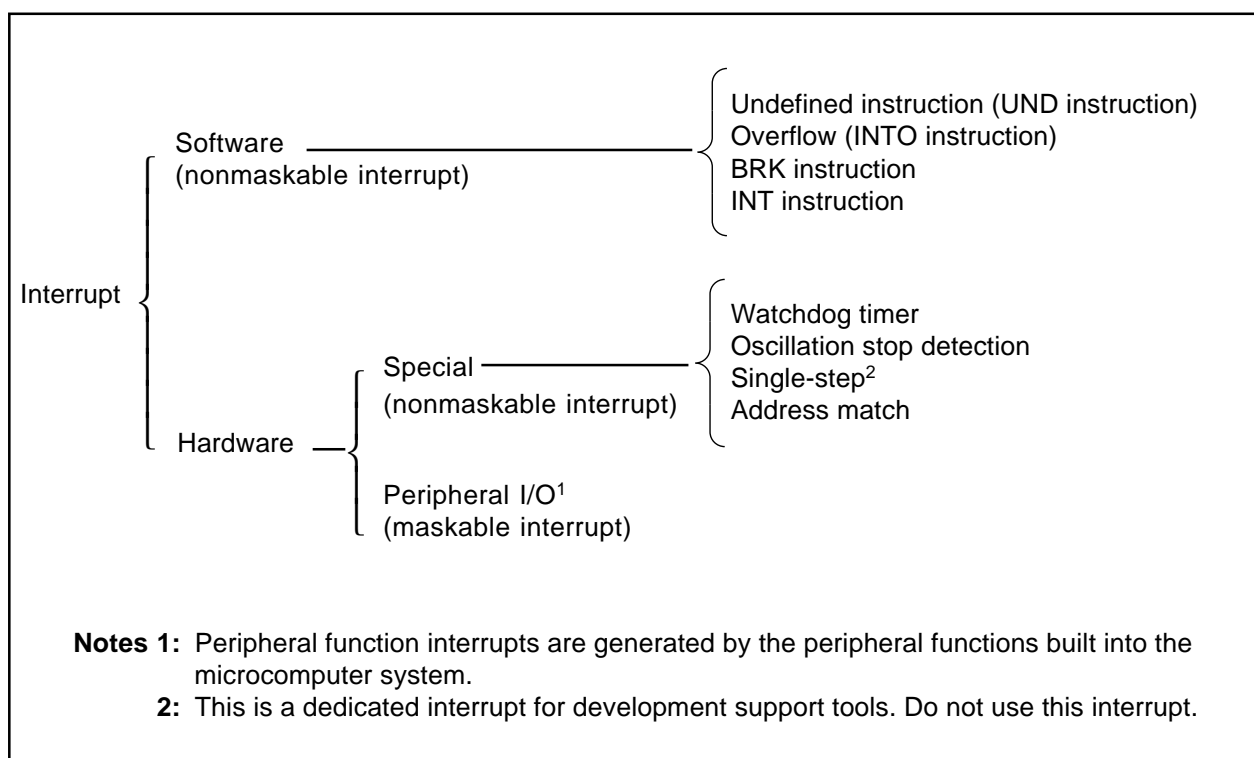 Undefined instruction (UND instruction)
Software
Overflow (INTO instruction)
(nonmaskable interrupt)
BRK instruction
INT instruction
Interrupt
Watchdog timer
Oscillation stop detection
Special
Single-step²
(nonmaskable interrupt)
Address match
Hardware
Peripheral I/O¹
(maskable interrupt)
Notes 1: Peripheral function interrupts are generated by the peripheral functions built into the
microcomputer system.
2: This is a dedicated interrupt for development support tools. Do not use this interrupt.